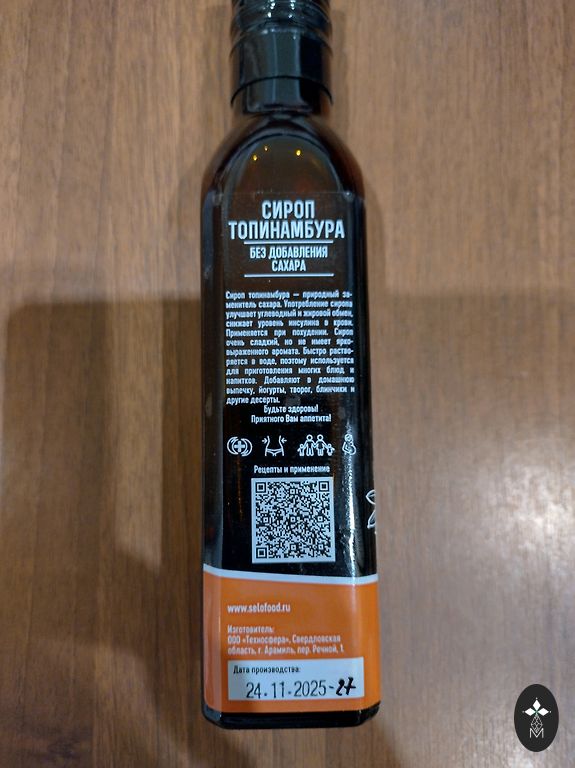 СИРОП
ТОПИНАМБУРА
БЕЗ ДОБАВЛЕНИЯ
САХАРА
Сироп топинамбура — природный за-
менитель сахара. Употребление сиропа
улучшает углеводный и жировой обмен,
снижает уровень инсулина в крови.
Применяется при похудении. Сироп
очень сладкий, но не имеет ярко-
выраженного аромата. Быстро раство-
ряется в воде, поэтому используется
для приготовления многих блюд и
напитков. Добавляют в домашнюю
выпечку, йогурты, творог, блинчики и
другие десерты.
Будьте здоровы!
Приятного Вам аппетита!
Рецепты и применение
www.selofood.ru
Изготовитель:
ООО «Техносфера», Свердловская
область, г. Арамиль, пер. Речной, 1.
Дата производства:
24.11.2025-27
M